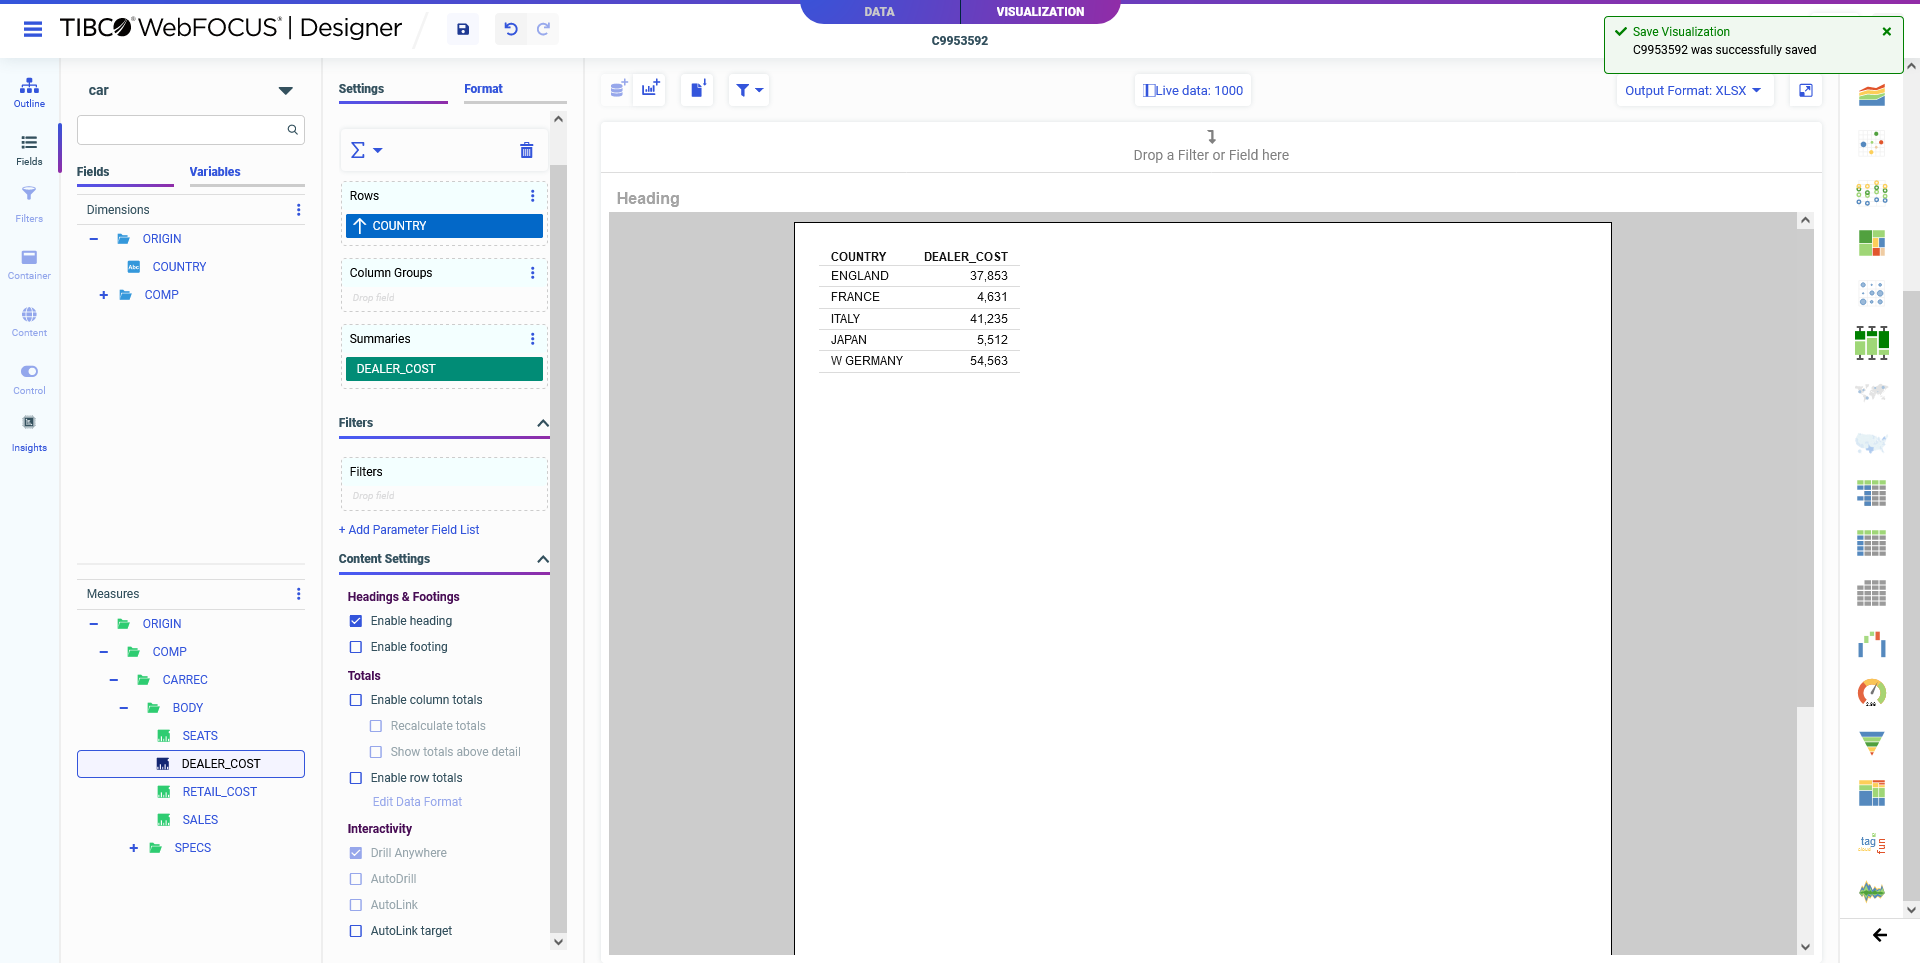 DATA
VISUALIZATION
TIBCO® WebFOCUS® | Designer
C9953592
Save Visualization
C9953592 was successfully saved
Outline
Fields
Filters
Container
Content
Control
Insights
car
Fields
Variables
Dimensions
ORIGIN
Abc
COUNTRY
COMP
Measures
ORIGIN
COMP
CARREC
BODY
SEATS
DEALER_COST
RETAIL_COST
SALES
SPECS
Settings
Format
Rows
COUNTRY
Column Groups
Drop field
Summaries
DEALER_COST
Filters
Filters
Drop field
+ Add Parameter Field List
Content Settings
Headings & Footings
Enable heading
Enable footing
Totals
Enable column totals
Recalculate totals
Show totals above detail
Enable row totals
Edit Data Format
Interactivity
Drill Anywhere
AutoDrill
AutoLink
AutoLink target
Live data: 1000
Output Format: XLSX
Drop a Filter or Field here
Heading
COUNTRY DEALER_COST
ENGLAND 37,853
FRANCE 4,631
ITALY 41,235
JAPAN 5,512
W GERMANY 54,563
tag
fun